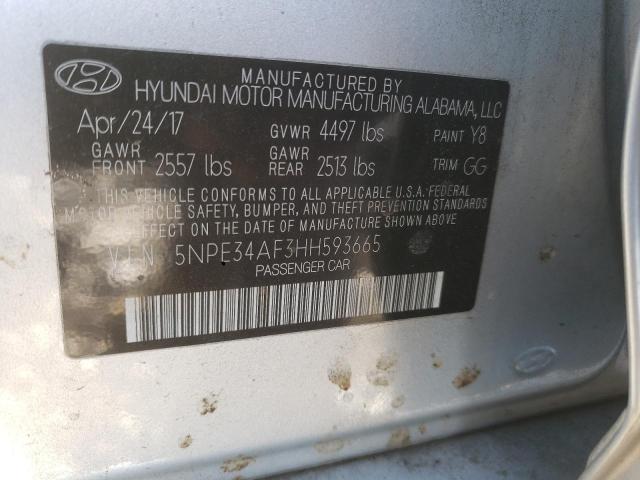 MANUFACTURED BY
HYUNDAI MOTOR MANUFACTURING ALABAMA, LLC
Apr/24/17 GVWR 4497 lbs PAINT Y8
GAWR FRONT 2557 lbs GAWR REAR 2513 lbs TRIM GG
THIS VEHICLE CONFORMS TO ALL APPLICABLE U.S.A. FEDERAL
MOTOR VEHICLE SAFETY, BUMPER, AND THEFT PREVENTION STANDARDS
IN EFFECT ON THE DATE OF MANUFACTURE SHOWN ABOVE.
VIN 5NPE34AF3HH593665
PASSENGER CAR